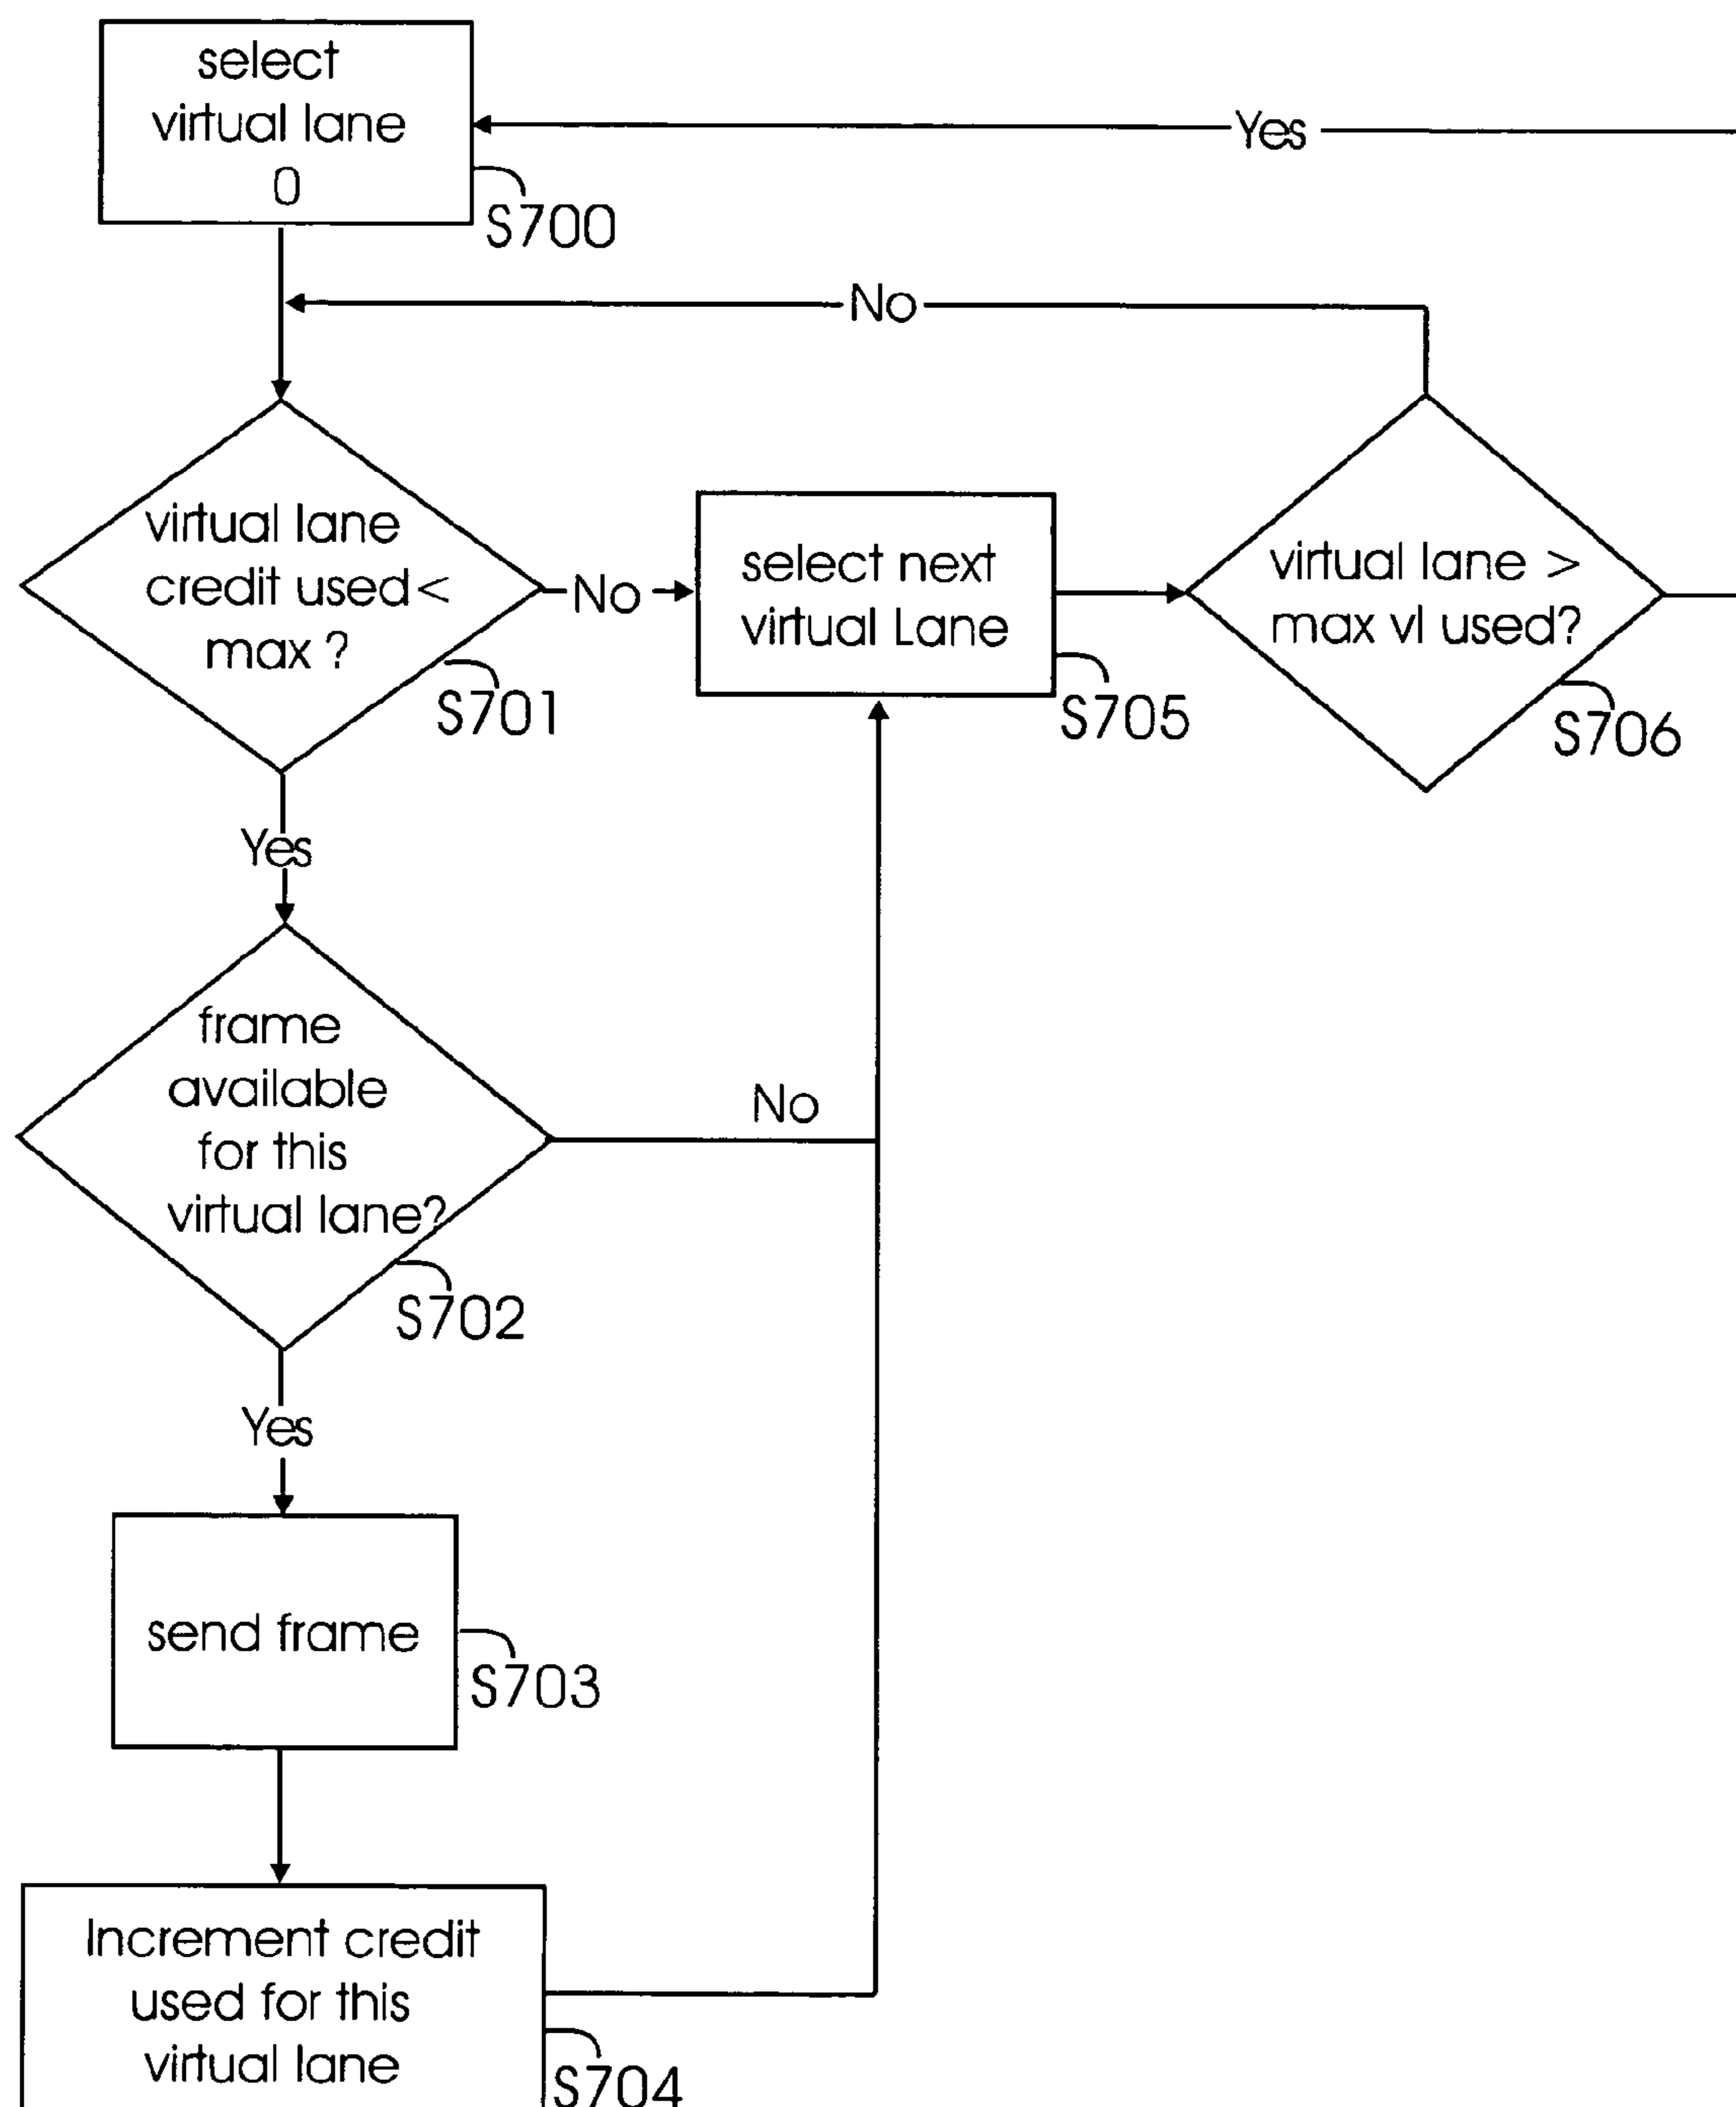 select
virtual lane
0
S700
Yes
No
virtual lane
credit used <
max ?
S701
No
select next
virtual Lane
S705
virtual lane >
max vl used?
S706
Yes
frame
available
for this
virtual lane?
S702
No
Yes
send frame
S703
Increment credit
used for this
virtual lane
S704